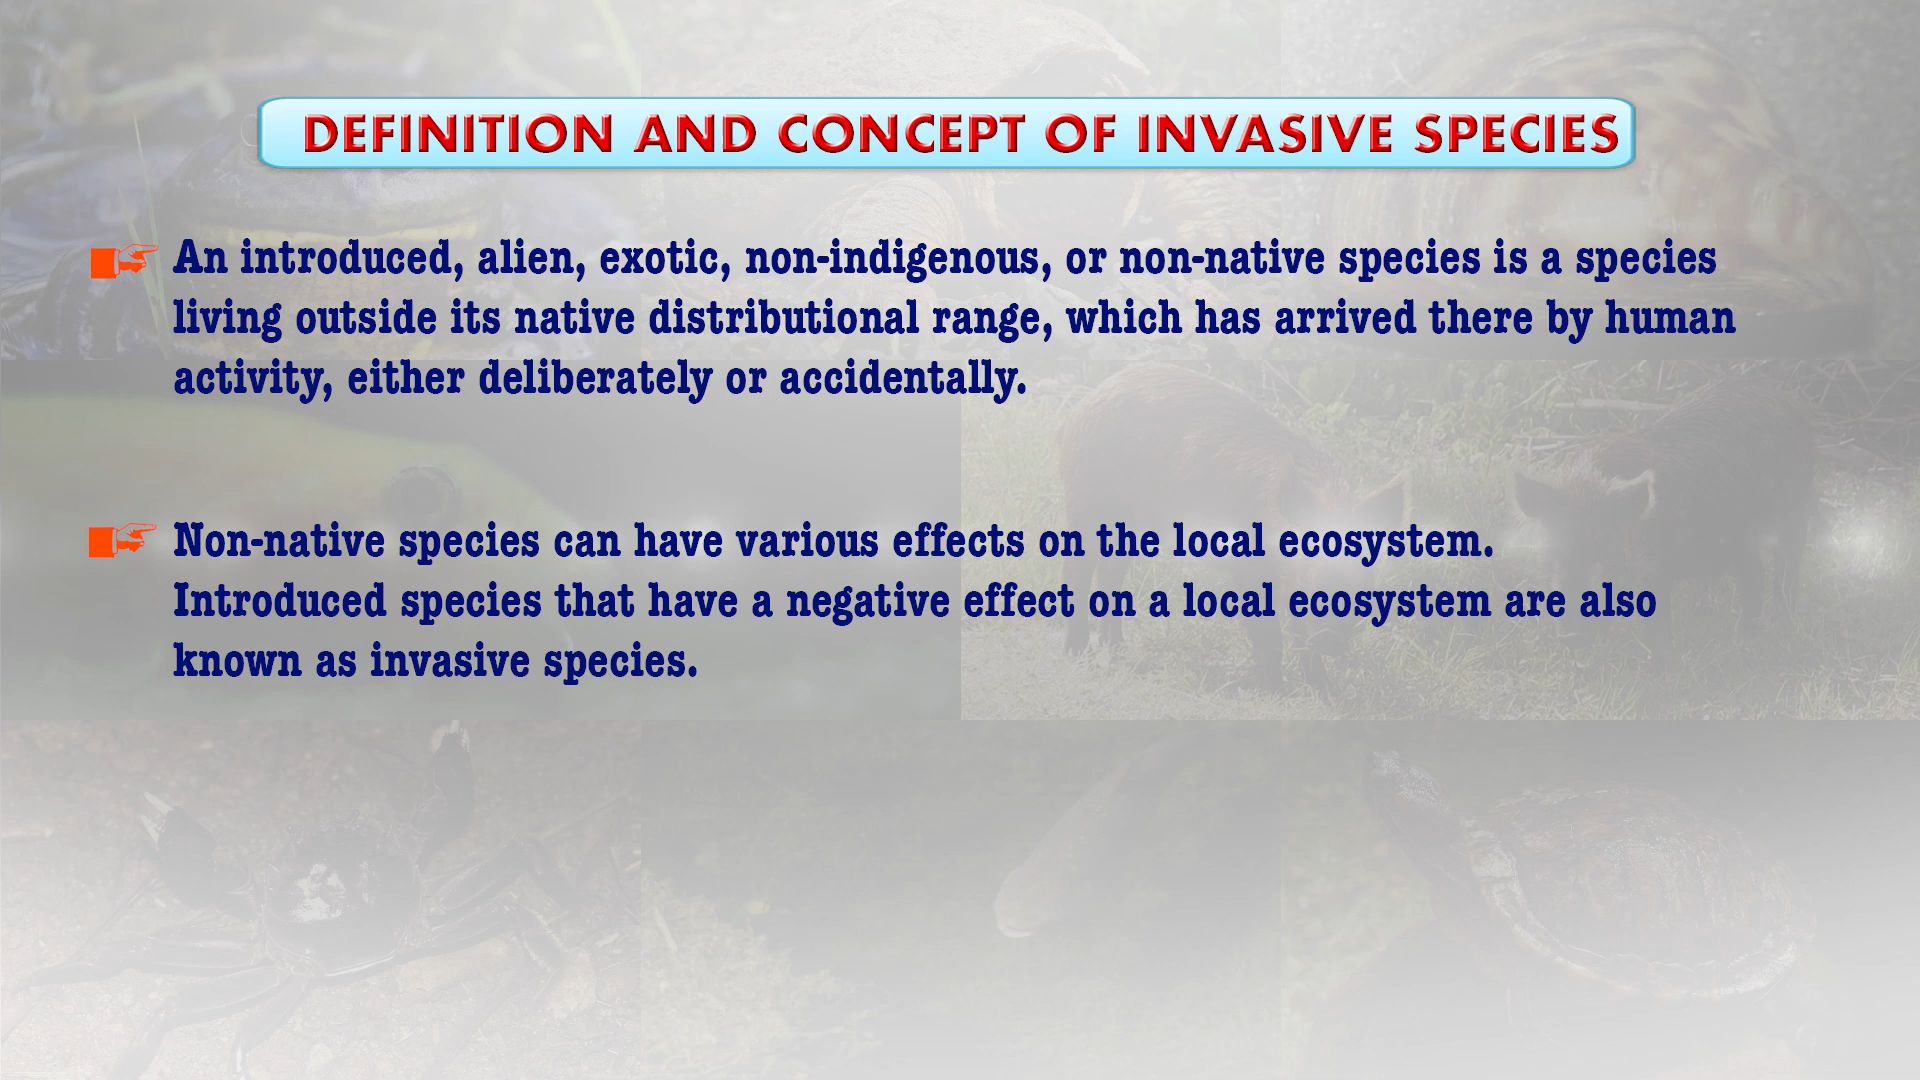 DEFINITION AND CONCEPT OF INVASIVE SPECIES
An introduced, alien, exotic, non-indigenous, or non-native species is a species
living outside its native distributional range, which has arrived there by human
activity, either deliberately or accidentally.
Non-native species can have various effects on the local ecosystem.
Introduced species that have a negative effect on a local ecosystem are also
known as invasive species.